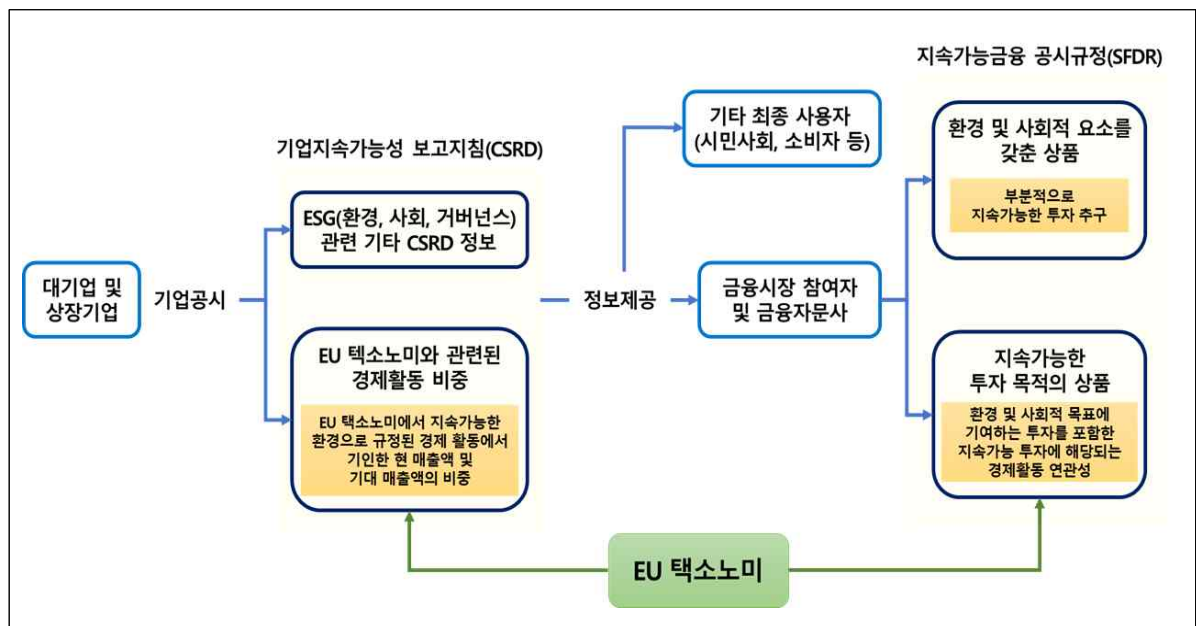 지속가능금융 공시규정(SFDR)
기타 최종 사용자
(시민사회, 소비자 등)
환경 및 사회적 요소를
갖춘 상품
부분적으로
지속가능한 투자 추구
기업지속가능성 보고지침(CSRD)
ESG(환경, 사회, 거버넌스)
관련 기타 CSRD 정보
대기업 및
상장기업
기업공시
정보제공
금융시장 참여자
및 금융자문사
EU 텍소노미와 관련된
경제활동 비중
EU 택소노미에서 지속가능한
환경으로 규정된 경제 활동에서
기인한 현 매출액 및
기대 매출액의 비중
지속가능한
투자 목적의 상품
환경 및 사회적 목표에
기여하는 투자를 포함한
지속가능 투자에 해당되는
경제활동 연관성
EU 택소노미